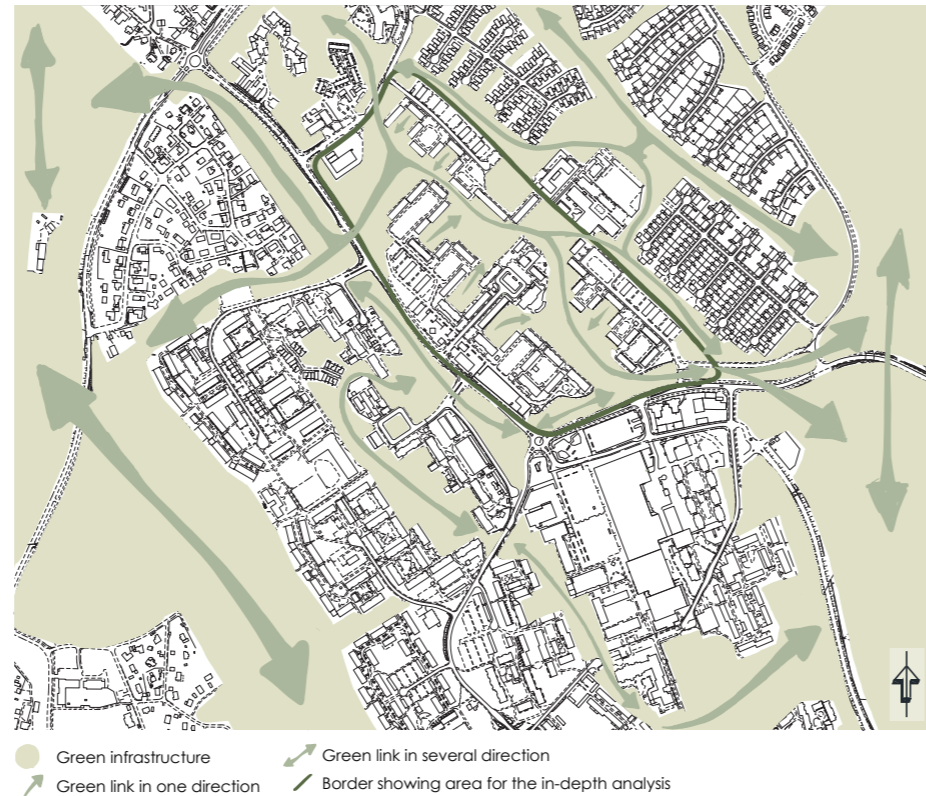 Green infrastructure
Green link in several direction
Green link in one direction
Border showing area for the in-depth analysis